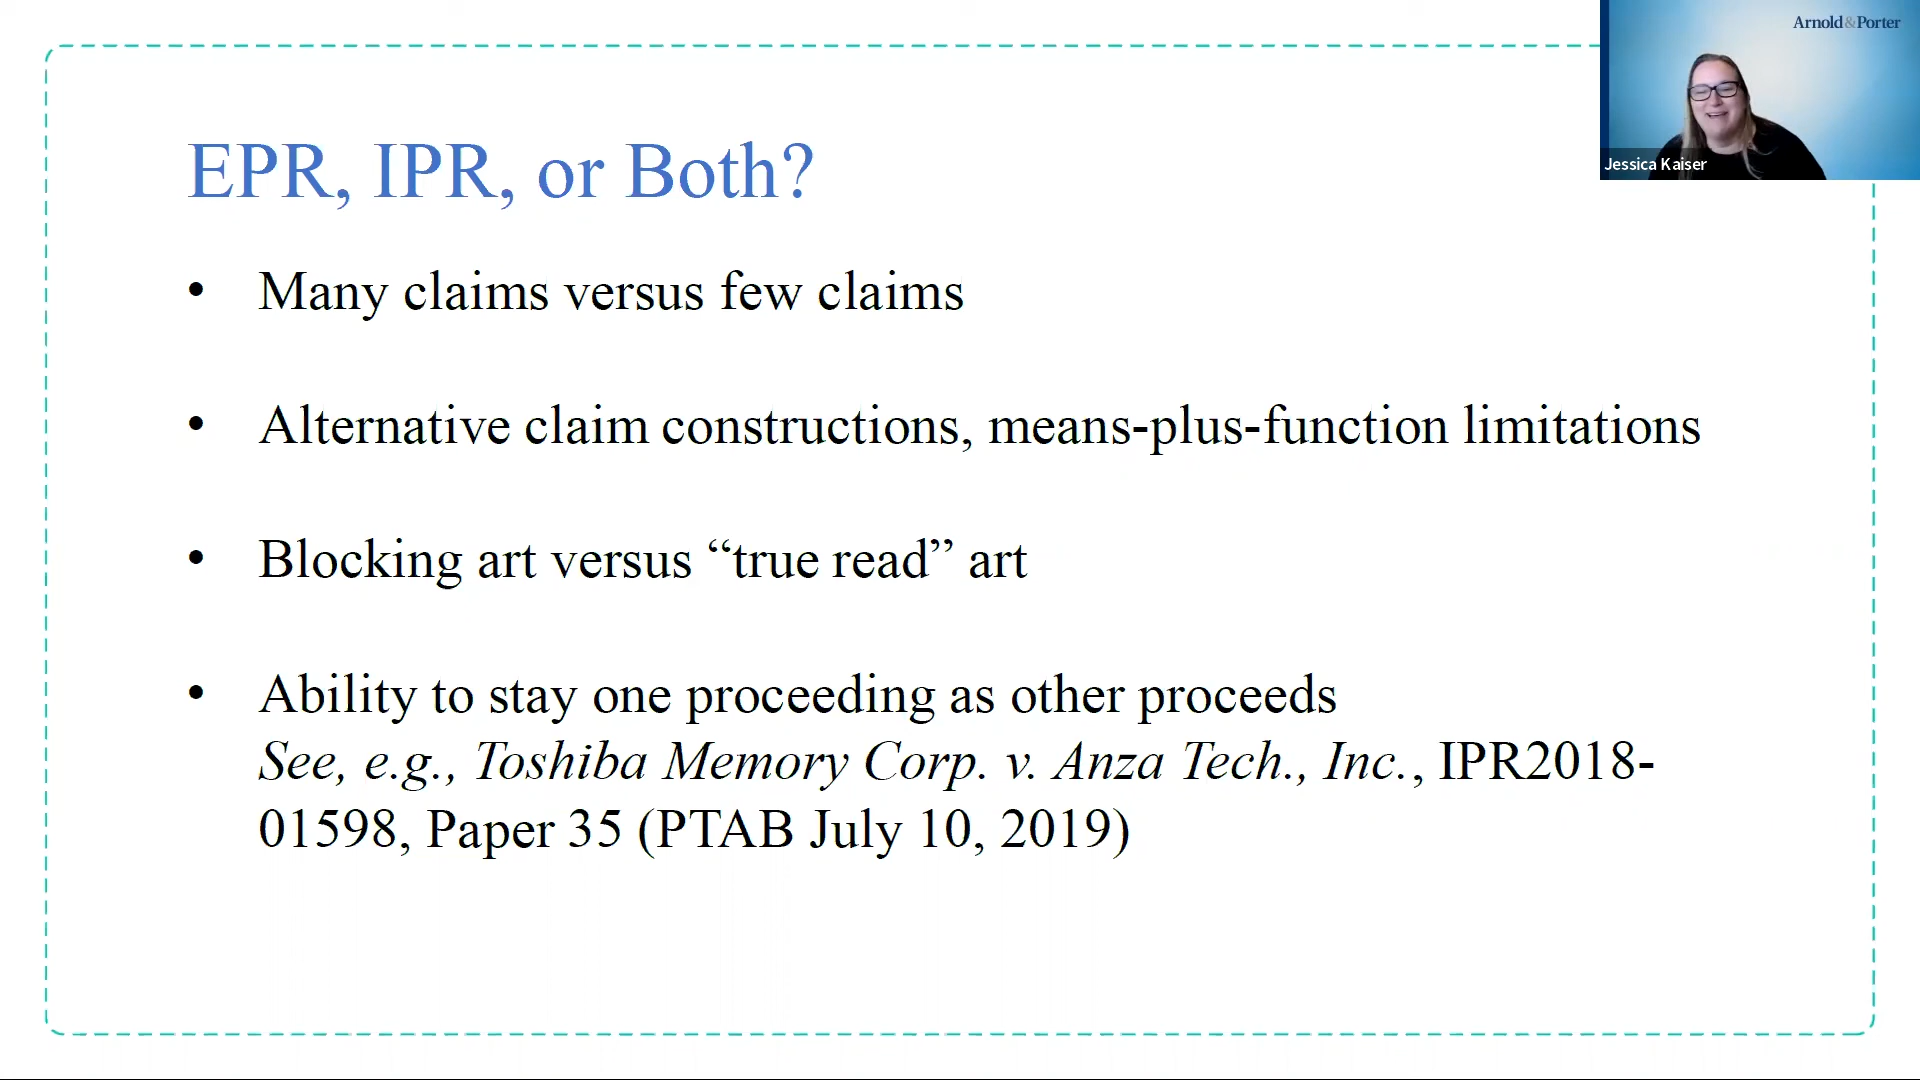 Arnold&Porter
Jessica Kaiser
EPR, IPR, or Both?
• Many claims versus few claims
• Alternative claim constructions, means-plus-function limitations
• Blocking art versus “true read” art
• Ability to stay one proceeding as other proceeds
See, e.g., Toshiba Memory Corp. v. Anza Tech., Inc., IPR2018-
01598, Paper 35 (PTAB July 10, 2019)